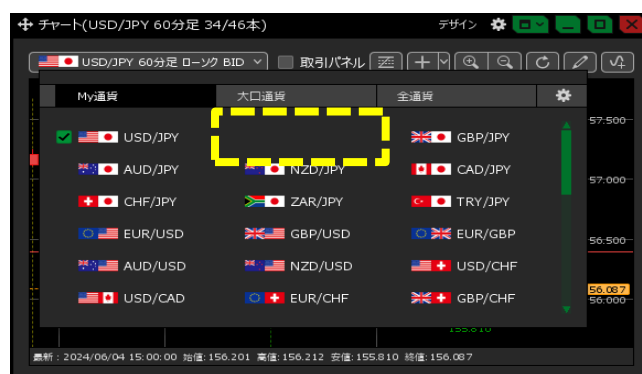 チャート(USD/JPY 60分足 34/46本) デザイン
USD/JPY 60分足 ローソク BID 取引パネル
My通貨 大口通貨 全通貨
57.500
USD/JPY GBP/JPY
AUD/JPY NZD/JPY CAD/JPY
57.000
CHF/JPY ZAR/JPY TRY/JPY
EUR/USD GBP/USD EUR/GBP
56.500
AUD/USD NZD/USD USD/CHF
56.087
USD/CAD EUR/CHF GBP/CHF
56.000
155.810
最新 : 2024/06/04 15:00:00 始値:156.201 高値:156.212 安値:155.810 終値:156.087